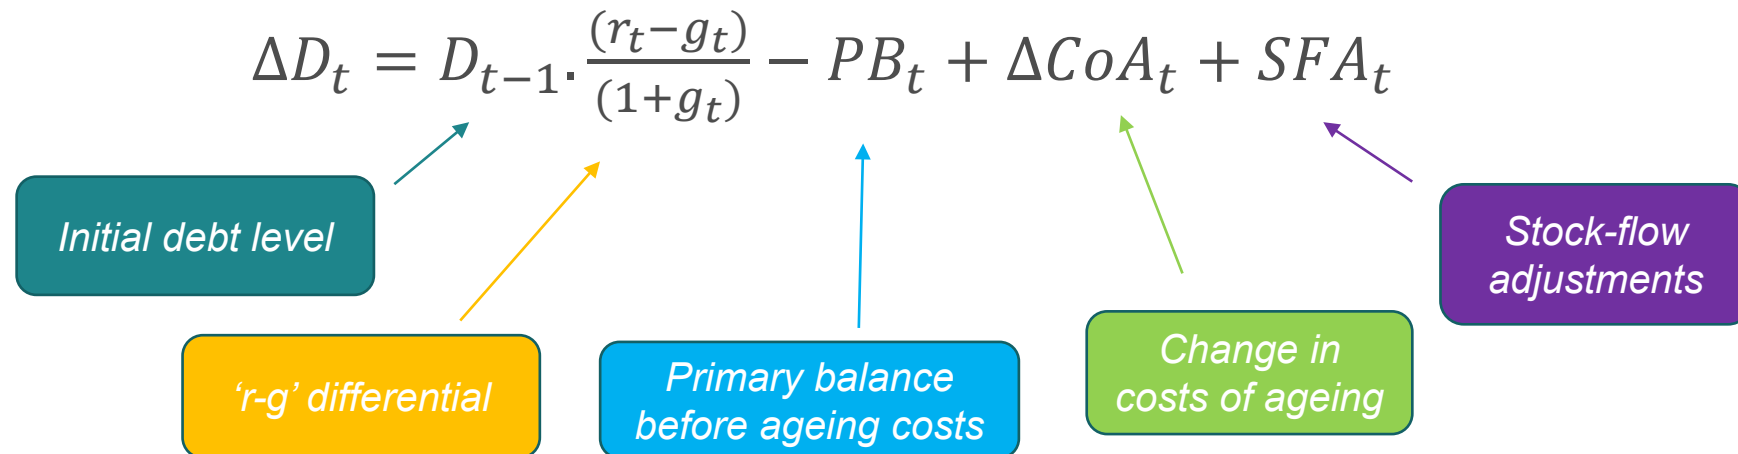 ΔD_t = D_{t−1}. \frac{(r_t−g_t)}{(1+g_t)} − PB_t + ΔCoA_t + SFA_t
Initial debt level
‘r-g’ differential
Primary balance
before ageing costs
Change in
costs of ageing
Stock-flow
adjustments